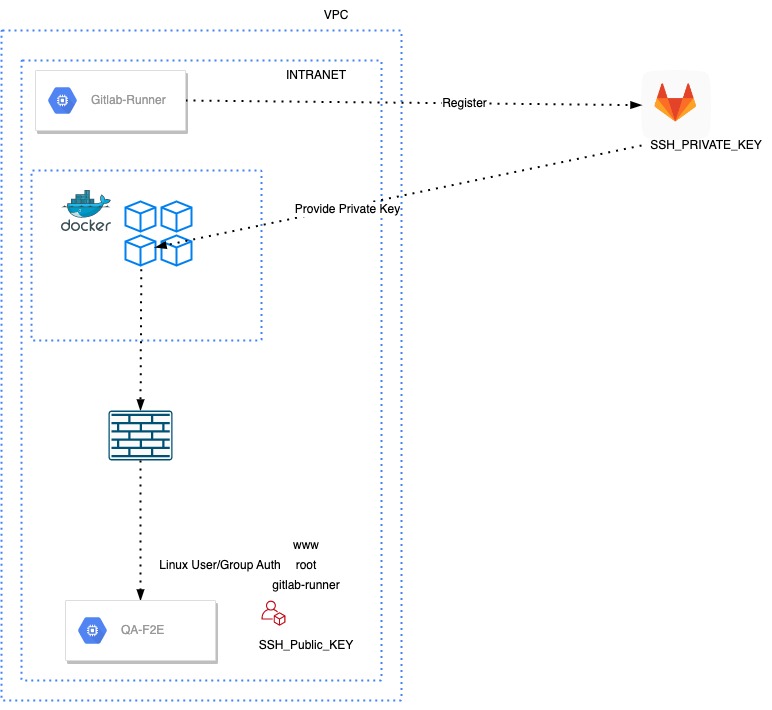 VPC
INTRANET
Gitlab-Runner
Register
SSH_PRIVATE_KEY
docker
Provide Private Key
www
Linux User/Group Auth
root
gitlab-runner
QA-F2E
SSH_Public_KEY